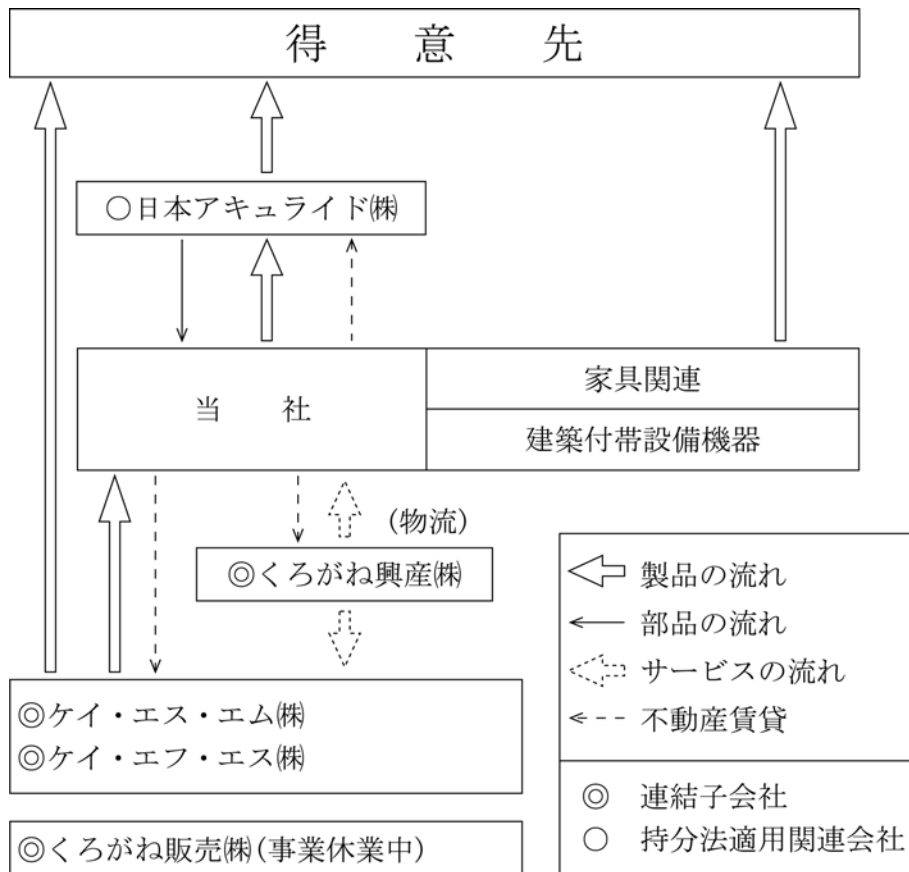 得 意 先
○日本アキュライド㈱
当 社
家具関連
建築付帯設備機器
(物流)
◎くろがね興産㈱
製品の流れ
部品の流れ
サービスの流れ
不動産賃貸
◎ケイ・エス・エム㈱
◎ケイ・エフ・エス㈱
◎ 連結子会社
○ 持分法適用関連会社
◎くろがね販売㈱(事業休業中)